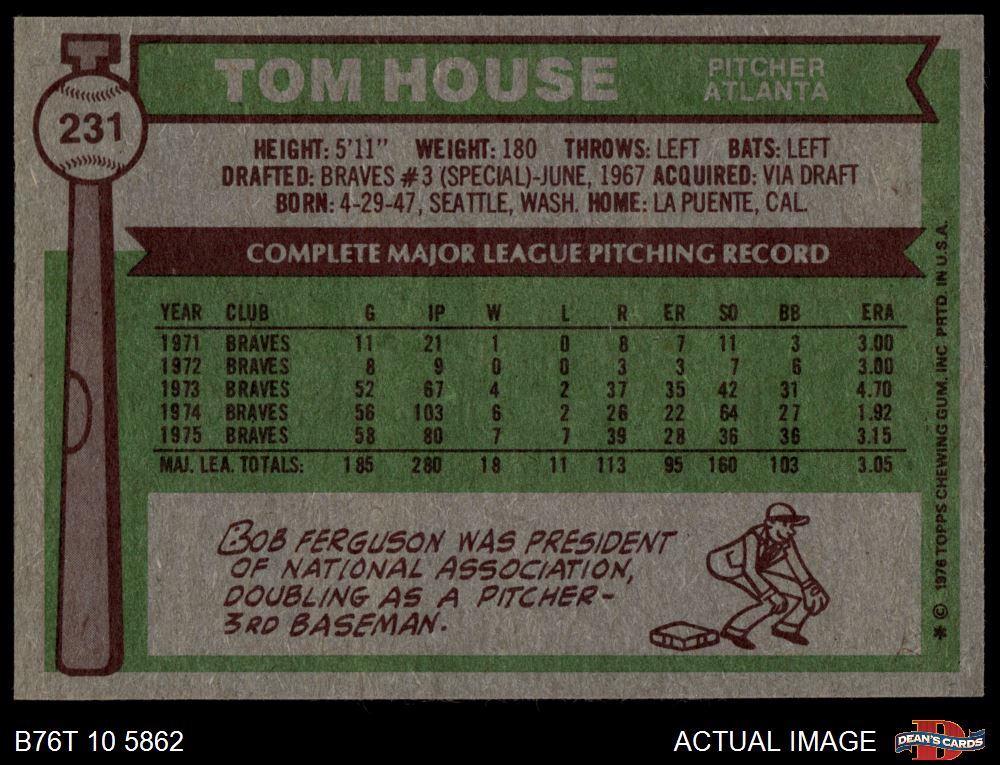 231
TOM HOUSE
PITCHER
ATLANTA
HEIGHT: 5'11" WEIGHT: 180 THROWS: LEFT BATS: LEFT
DRAFTED: BRAVES #3 (SPECIAL)-JUNE, 1967 ACQUIRED: VIA DRAFT
BORN: 4-29-47, SEATTLE, WASH. HOME: LA PUENTE, CAL.
COMPLETE MAJOR LEAGUE PITCHING RECORD
YEAR CLUB G IP W L R ER SO BB ERA
1971 BRAVES 11 21 1 0 8 7 11 3 3.00
1972 BRAVES 8 9 0 0 3 3 7 6 3.00
1973 BRAVES 52 67 4 2 37 35 42 31 4.70
1974 BRAVES 56 103 6 2 26 22 64 27 1.92
1975 BRAVES 58 80 7 7 39 28 36 36 3.15
MAJ. LEA. TOTALS: 185 280 18 11 113 95 160 103 3.05
BOB FERGUSON WAS PRESIDENT
OF NATIONAL ASSOCIATION,
DOUBLING AS A PITCHER-
3RD BASEMAN.
* © 1976 TOPPS CHEWING GUM, INC PRTD. IN U.S.A.
B76T 10 5862
ACTUAL IMAGE
D
DEAN'S CARDS